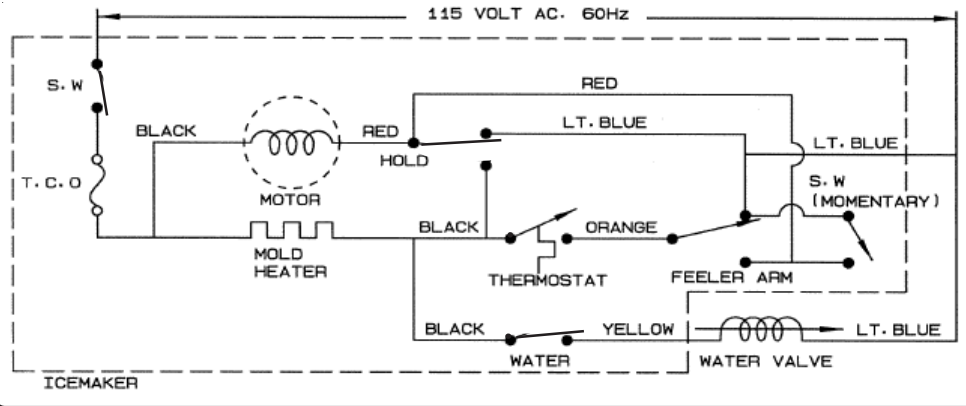 115 VOLT AC. 60Hz
S.W
RED
BLACK
RED
LT. BLUE
LT. BLUE
HOLD
T.C.O
MOTOR
S.W
(MOMENTARY)
BLACK
ORANGE
MOLD
HEATER
THERMOSTAT
FEELER ARM
BLACK
YELLOW
LT. BLUE
WATER
WATER VALVE
ICEMAKER